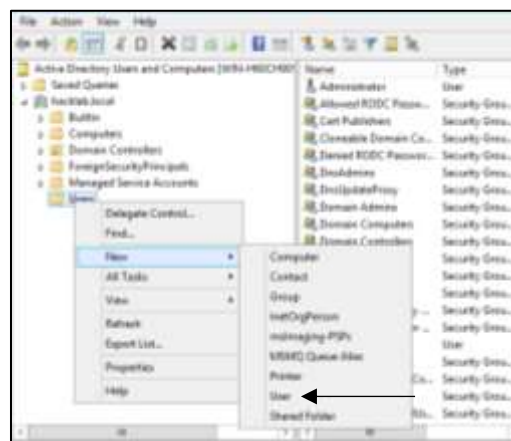 File Action View Help
Active Directory Users and Computers [WIN-
Saved Queries
hacklab.local
Builtin
Computers
Domain Controllers
ForeignSecurityPrincipals
Managed Service Accounts
Users
Name Type
Administrator User
Allowed RODC Passw... Security Grou...
Cert Publishers Security Grou...
Cloneable Domain Co... Security Grou...
Denied RODC Passwor... Security Grou...
DnsAdmins Security Grou...
DnsUpdateProxy Security Grou...
Domain Admins Security Grou...
Domain Computers Security Grou...
Domain Controllers Security Grou...
Security Grou...
Security Grou...
Security Grou...
Security Grou...
User
Security Grou...
Security Grou...
Security Grou...
Security Grou...
Delegate Control...
Find...
New
All Tasks
View
Refresh
Export List...
Properties
Help
Computer
Contact
Group
InetOrgPerson
msImaging-PSPs
MSMQ Queue Alias
Printer
User
Shared Folder